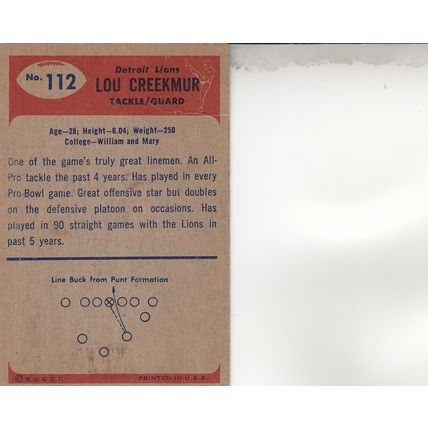 No. 112
Detroit Lions
LOU CREEKMUR
TACKLE/GUARD
Age—28; Height—6.04; Weight—250
College—William and Mary
One of the game's truly great linemen. An All-
Pro tackle the past 4 years. Has played in every
Pro-Bowl game. Great offensive star but doubles
on the defensive platoon on occasions. Has
played in 90 straight games with the Lions in
past 5 years.
Line Buck from Punt Formation
© B.G.C.C.I. PRINTED IN U.S.A.